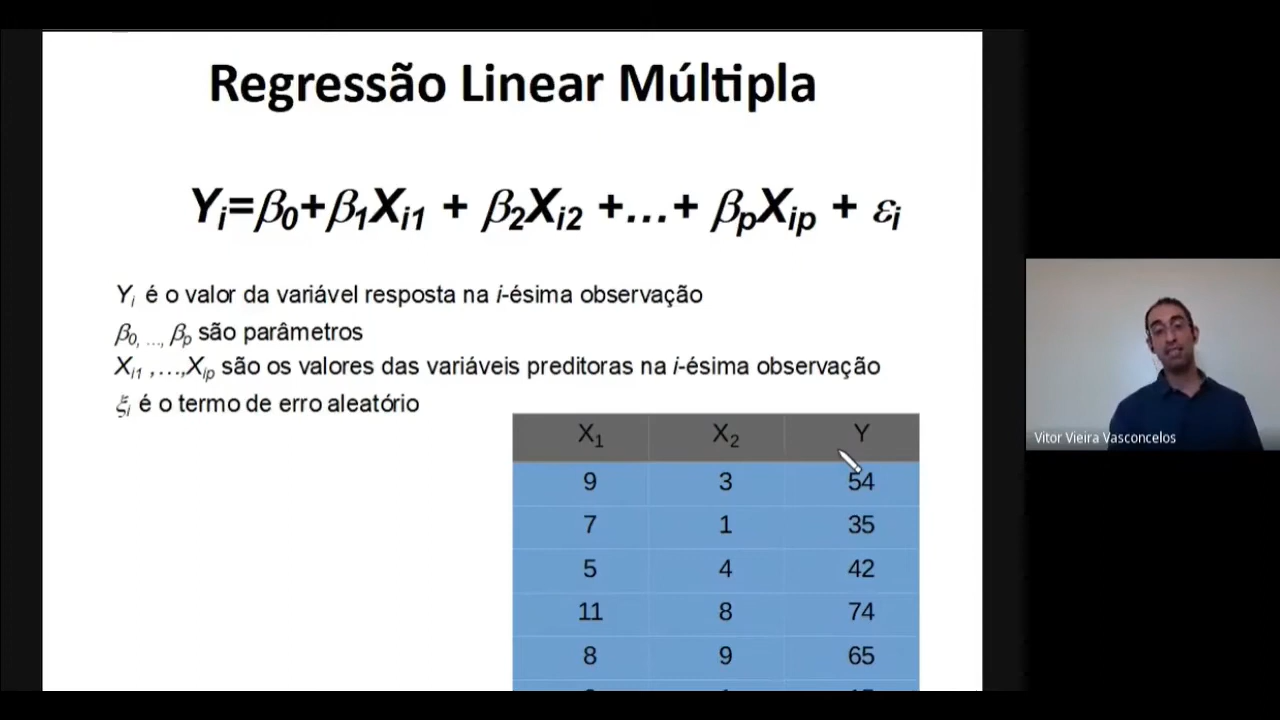 Regressão Linear Múltipla
Yi=β0+β1Xi1 + β2Xi2 +...+ βpXip + εi
Yi é o valor da variável resposta na i-ésima observação
β0, ..., βp são parâmetros
Xi1 ,...,Xip são os valores das variáveis preditoras na i-ésima observação
ξi é o termo de erro aleatório
X1 X2 Y
9 3 54
7 1 35
5 4 42
11 8 74
8 9 65
Vitor Vieira Vasconcelos